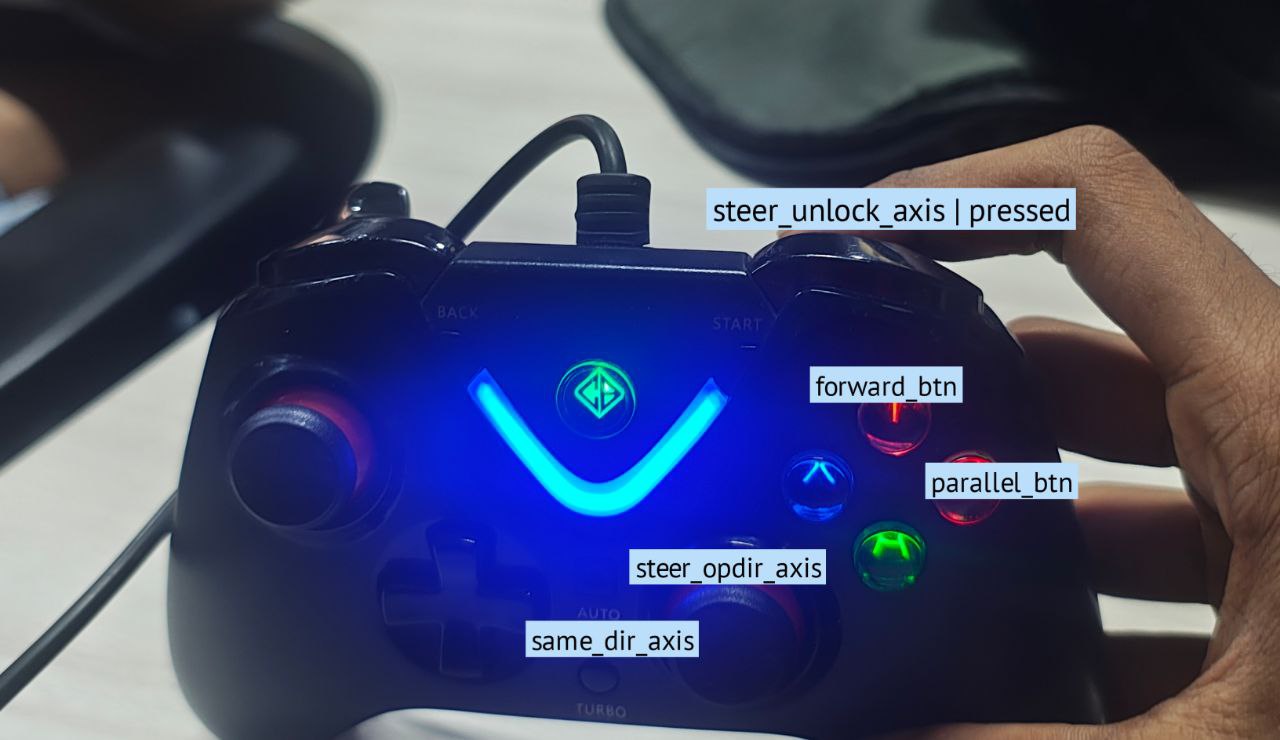 steer_unlock_axis | pressed
BACK
START
forward_btn
parallel_btn
steer_opdir_axis
AUTO
same_dir_axis
TURBO